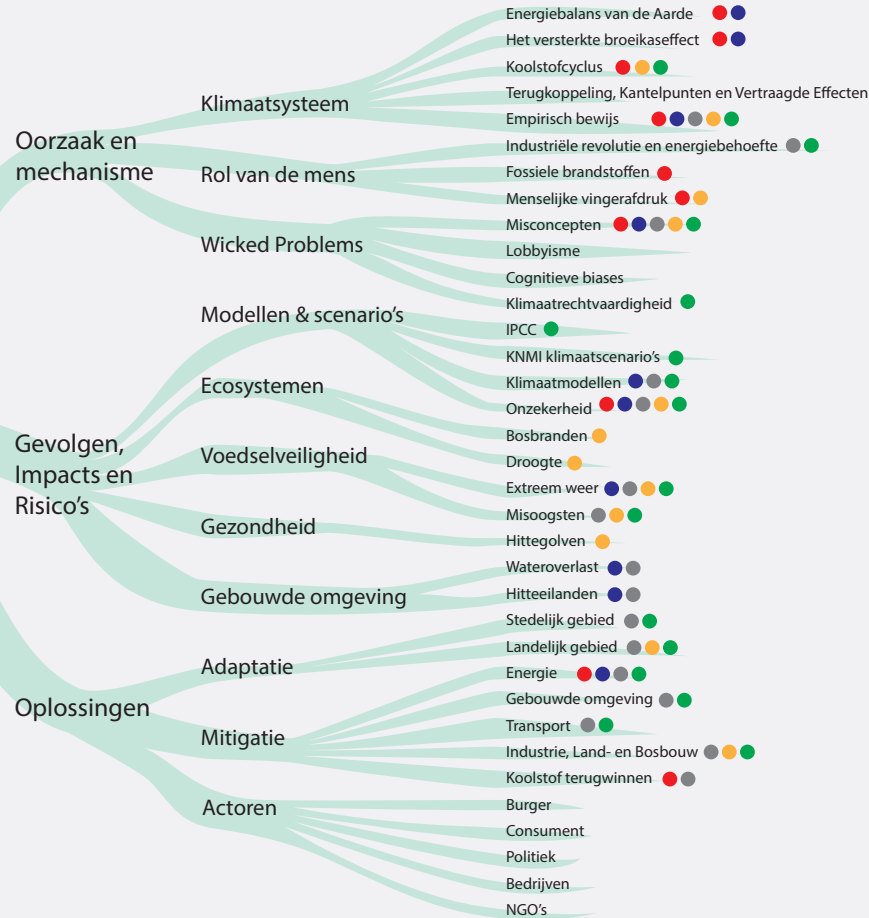 Oorzaak en
mechanisme
Klimaatsysteem
Energiebalans van de Aarde
Het versterkte broeikaseffect
Koolstofcyclus
Terugkoppeling, Kantelpunten en Vertraagde Effecten
Empirisch bewijs
Rol van de mens
Industriële revolutie en energiebehoefte
Fossiele brandstoffen
Menselijke vingerafdruk
Wicked Problems
Misconcepten
Lobbyisme
Cognitieve biases
Klimaatrechtvaardigheid
Gevolgen,
Impacts en
Risico's
Modellen & scenario's
IPCC
KNMI klimaatscenario's
Klimaatmodellen
Onzekerheid
Ecosystemen
Bosbranden
Droogte
Voedselveiligheid
Extreem weer
Misoogsten
Gezondheid
Hittegolven
Gebouwde omgeving
Wateroverlast
Hitteeilanden
Oplossingen
Adaptatie
Stedelijk gebied
Landelijk gebied
Mitigatie
Energie
Gebouwde omgeving
Transport
Industrie, Land- en Bosbouw
Koolstof terugwinnen
Actoren
Burger
Consument
Politiek
Bedrijven
NGO's